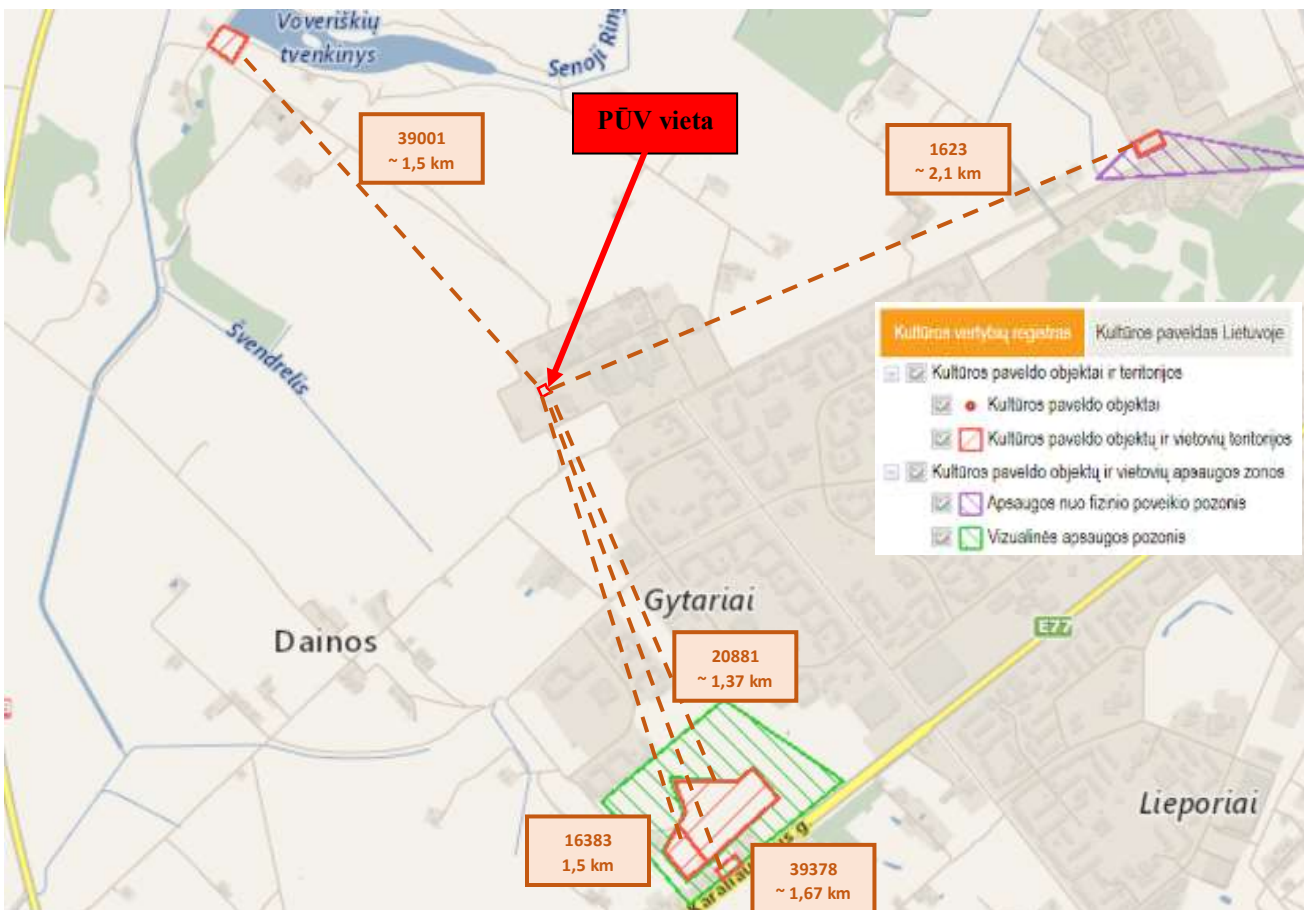 Voveriškių
tvenkinys
Senoji
PŪV vieta
39001
~ 1,5 km
1623
~ 2,1 km
Švendrelis
Kultūros vertybių registras
Kultūros paveldas Lietuvoje
Kultūros paveldo objektai ir teritorijos
Kultūros paveldo objektai
Kultūros paveldo objektų ir vietovių teritorijos
Kultūros paveldo objektų ir vietovių apsaugos zonos
Apsaugos nuo fizinio poveikio pozonis
Vizualinės apsaugos pozonis
Gytariai
E77
Dainos
20881
~ 1,37 km
Lieporiai
16383
1,5 km
39378
~ 1,67 km
g.